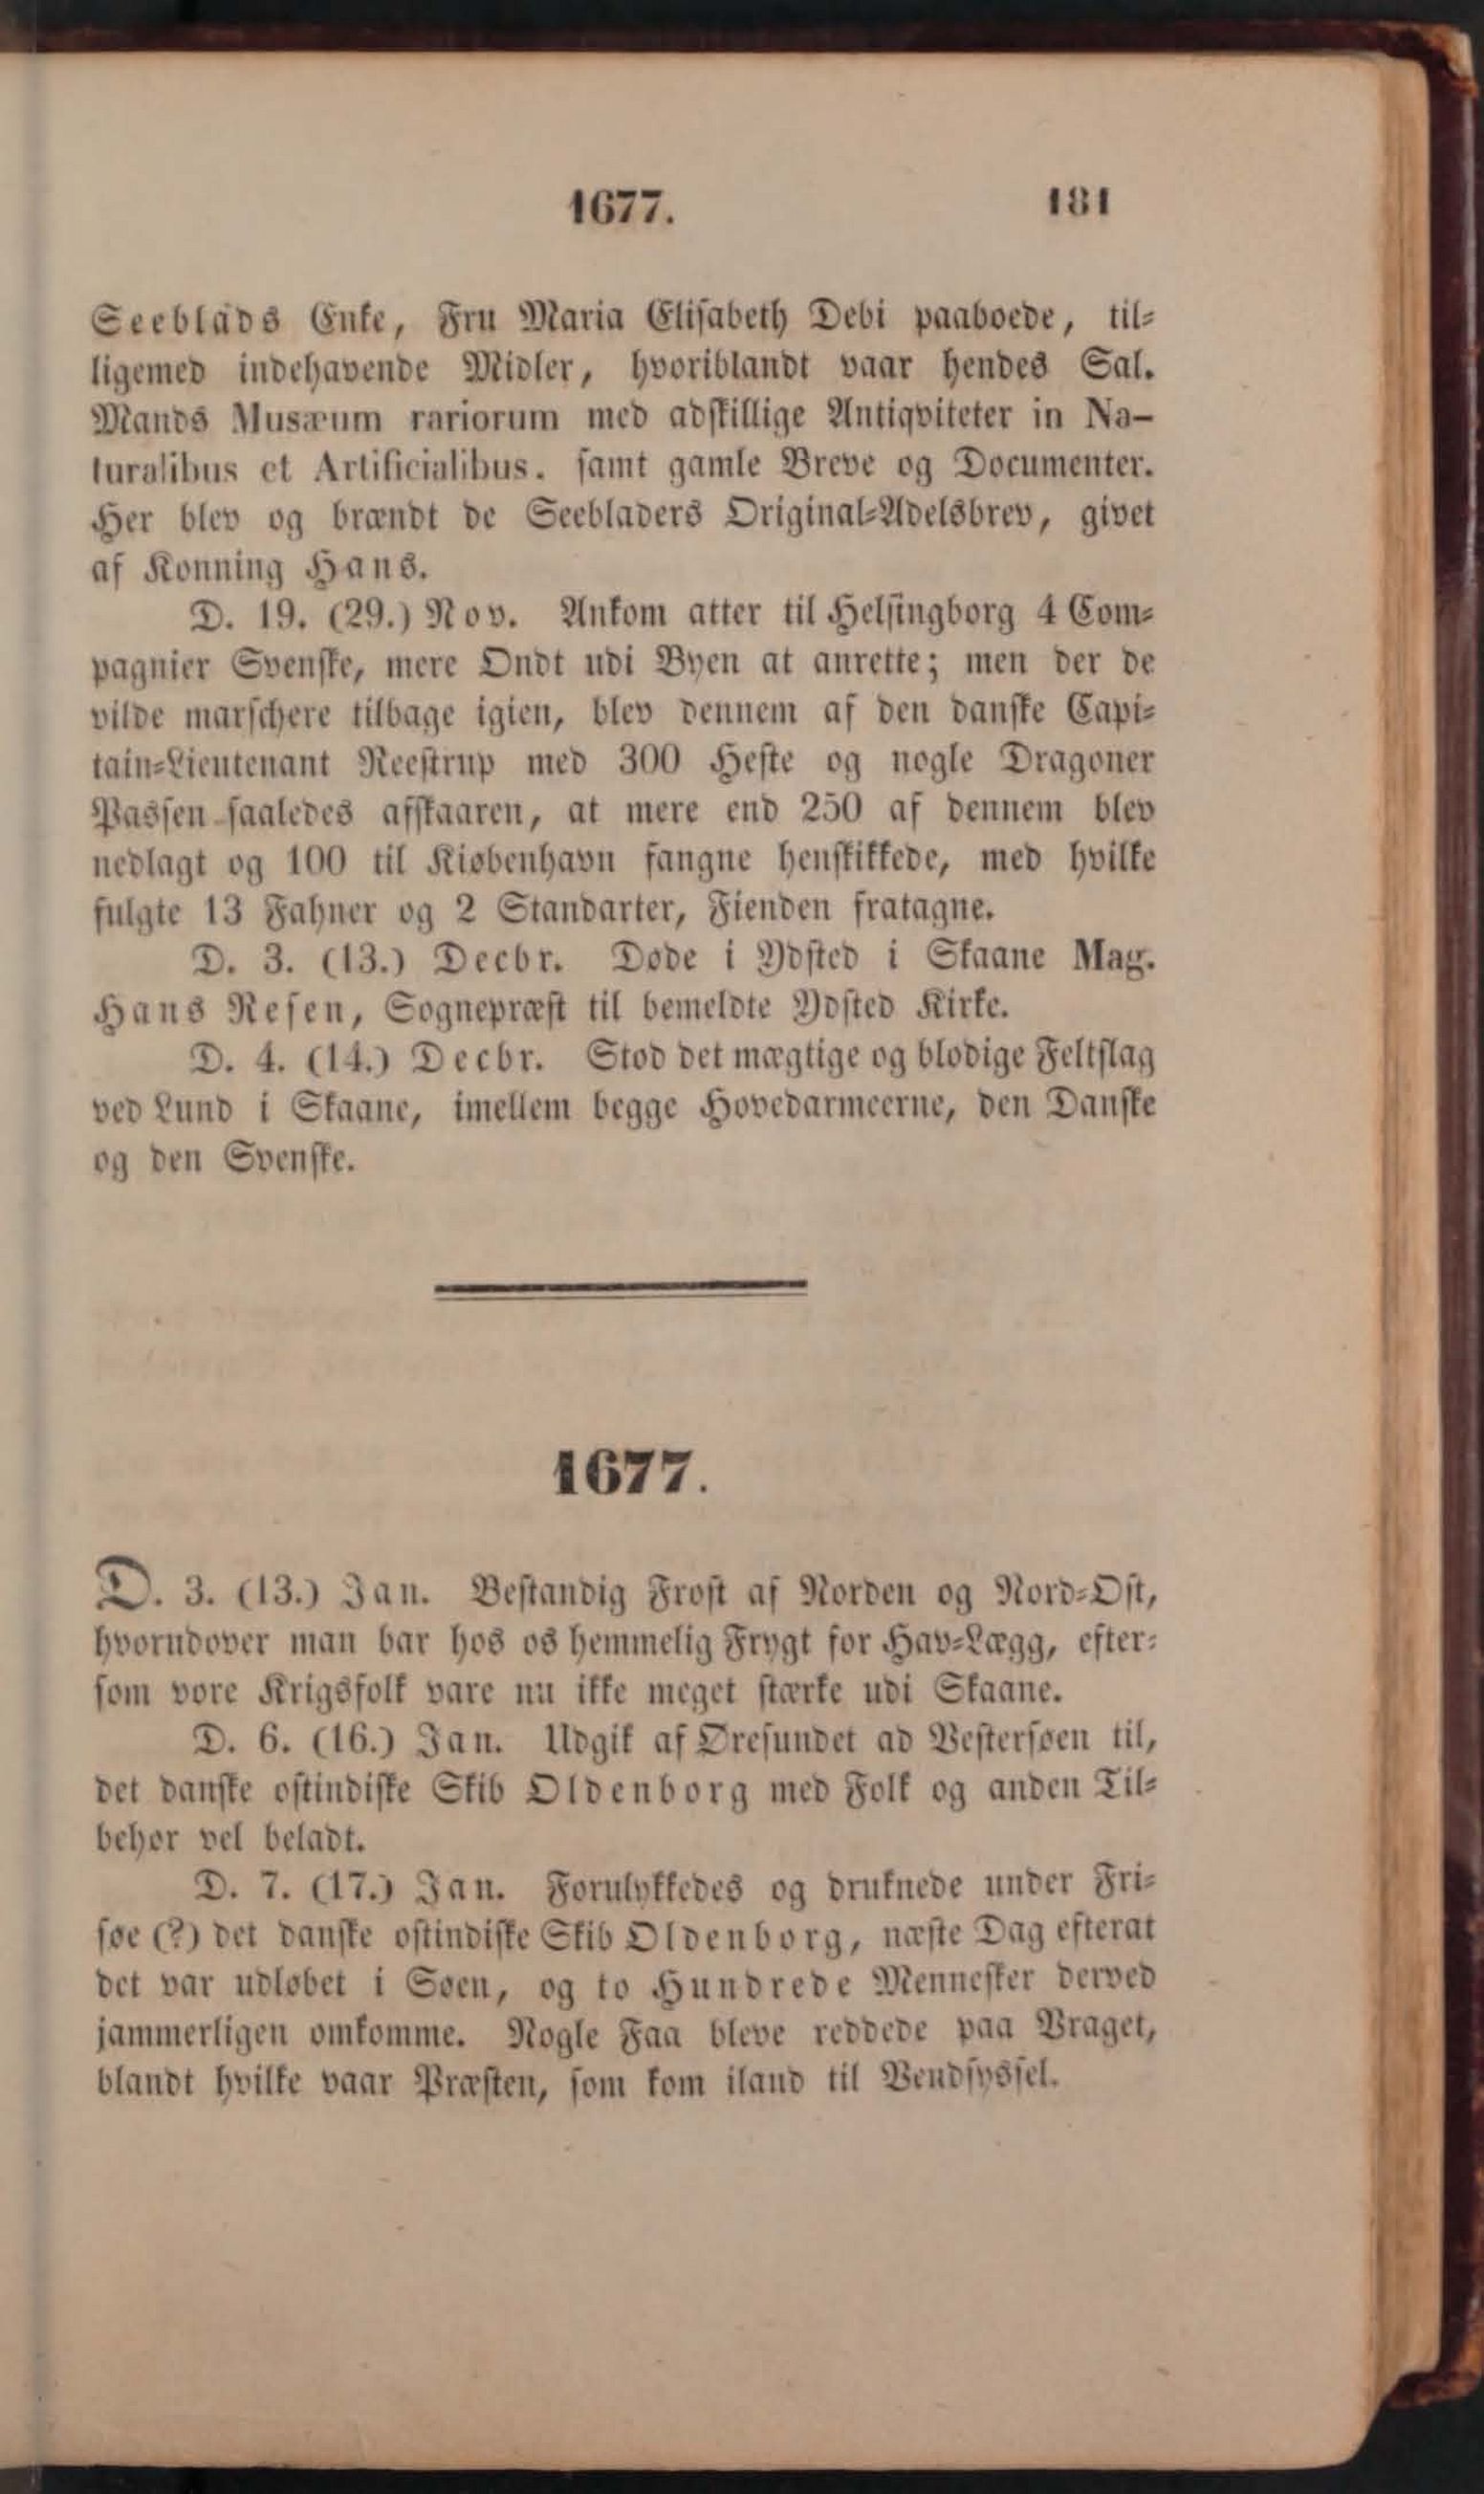 1677.
181
Seeblads Enke, Fru Maria Elisabeth Debi paaboede, til=
ligemed indehavende Midler, hvoriblandt vaar hendes Sal.
Mands Musæum rariorum med adskillige Antiqviteter in Na-
turalibus et Artificialibus. samt gamle Breve og Documenter.
Her blev og brændt de Seebladers Original=Adelsbrev, givet
af Konning Hans.
D. 19. (29.) Nov. Ankom atter til Helsingborg 4 Com=
pagnier Svenske, mere Ondt udi Byen at anrette; men der de
vilde marschere tilbage igien, blev dennem af den danske Capi=
tain=Lieutenant Reestrup med 300 Heste og nogle Dragoner
Passen saaledes afskaaren, at mere end 250 af dennem blev
nedlagt og 100 til Kiøbenhavn fangne henskikkede, med hvilke
fulgte 13 Fahner og 2 Standarter, Fienden fratagne.
D. 3. (13.) Decbr. Døde i Ydsted i Skaane Mag.
Hans Resen, Sognepræst til bemeldte Ydsted Kirke.
D. 4. (14.) Decbr. Stod det mægtige og blodige Feltslag
ved Lund i Skaane, imellem begge Hovedarmeerne, den Danske
og den Svenske.
1677.
D. 3. (13.) Jan. Bestandig Frost af Norden og Nord=Ost,
hvorudover man bar hos os hemmelig Frygt for Hav=Lægg, efter=
som vore Krigsfolk vare nu ikke meget stærke udi Skaane.
D. 6. (16.) Jan. Udgik af Øresundet ad Vestersøen til,
det danske ostindiske Skib Oldenborg med Folk og anden Til=
behør vel beladt.
D. 7. (17.) Jan. Forulykkedes og druknede under Fri=
søe (?) det danske ostindiske Skib Oldenborg, næste Dag efterat
det var udløbet i Søen, og to Hundrede Mennesker derved
jammerligen omkomme. Nogle Faa bleve reddede paa Vraget,
blandt hvilke vaar Præsten, som kom iland til Vendsyssel.